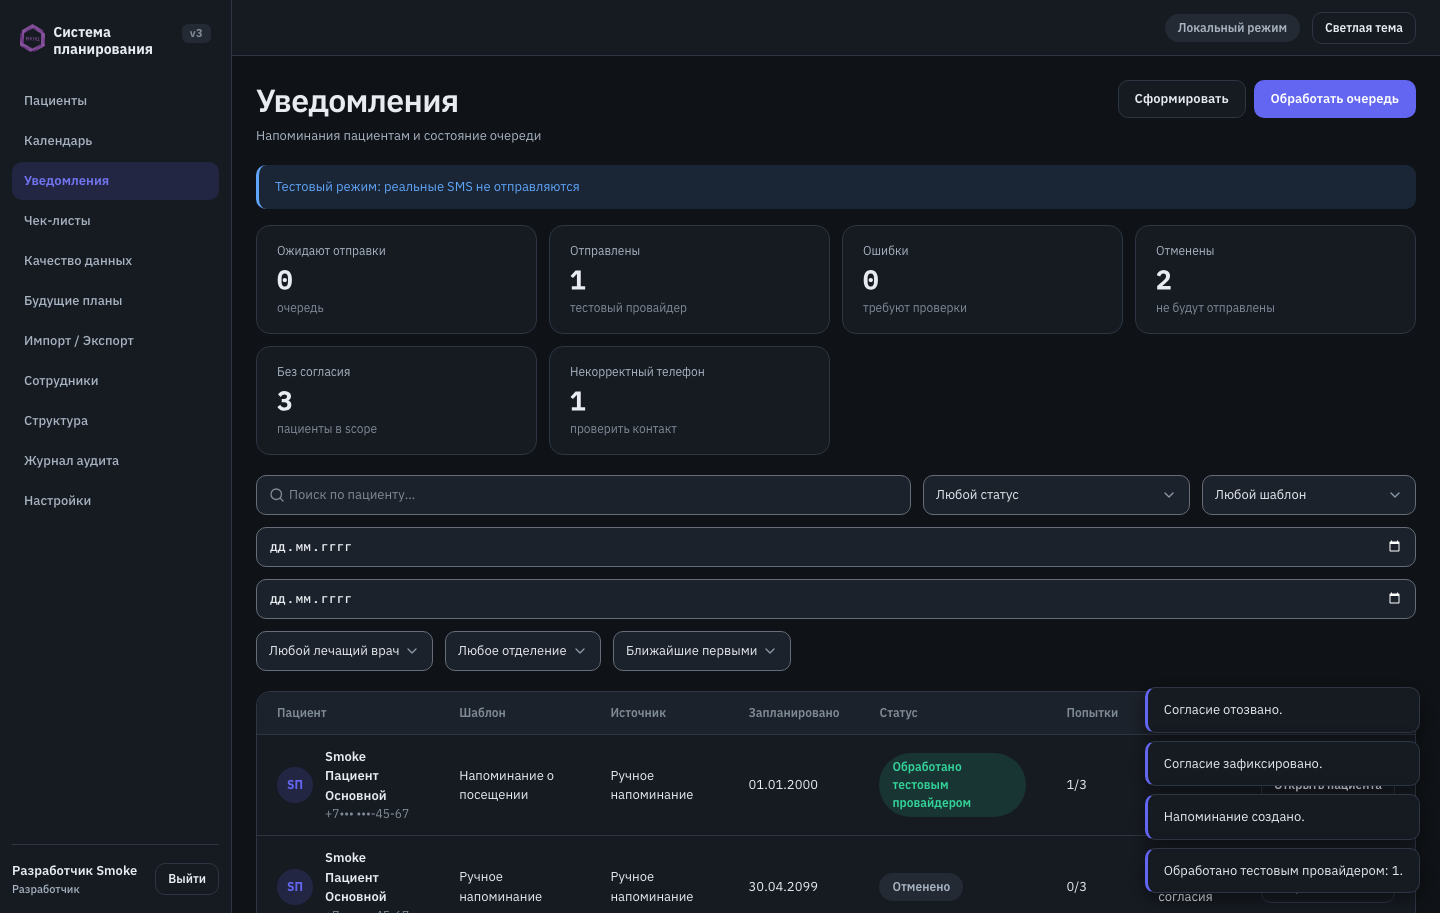 Система
планирования
v3
Локальный режим
Светлая тема
Пациенты
Календарь
Уведомления
Чек-листы
Качество данных
Будущие планы
Импорт / Экспорт
Сотрудники
Структура
Журнал аудита
Настройки
Разработчик Smoke
Разработчик
Выйти
Уведомления
Напоминания пациентам и состояние очереди
Сформировать
Обработать очередь
Тестовый режим: реальные SMS не отправляются
Ожидают отправки
0
очередь
Отправлены
1
тестовый провайдер
Ошибки
0
требуют проверки
Отменены
2
не будут отправлены
Без согласия
3
пациенты в scope
Некорректный телефон
1
проверить контакт
Поиск по пациенту...
Любой статус
Любой шаблон
дд.мм.гггг
дд.мм.гггг
Любой лечащий врач
Любое отделение
Ближайшие первыми
Пациент
Шаблон
Источник
Запланировано
Статус
Попытки
СП
Smoke
Пациент
Основной
+7••• •••-45-67
Напоминание о
посещении
Ручное
напоминание
01.01.2000
Обработано
тестовым
провайдером
1/3
Открыть пациента
СП
Smoke
Пациент
Основной
Ручное
напоминание
Ручное
напоминание
30.04.2099
Отменено
0/3
согласия
Согласие отозвано.
Согласие зафиксировано.
Напоминание создано.
Обработано тестовым провайдером: 1.